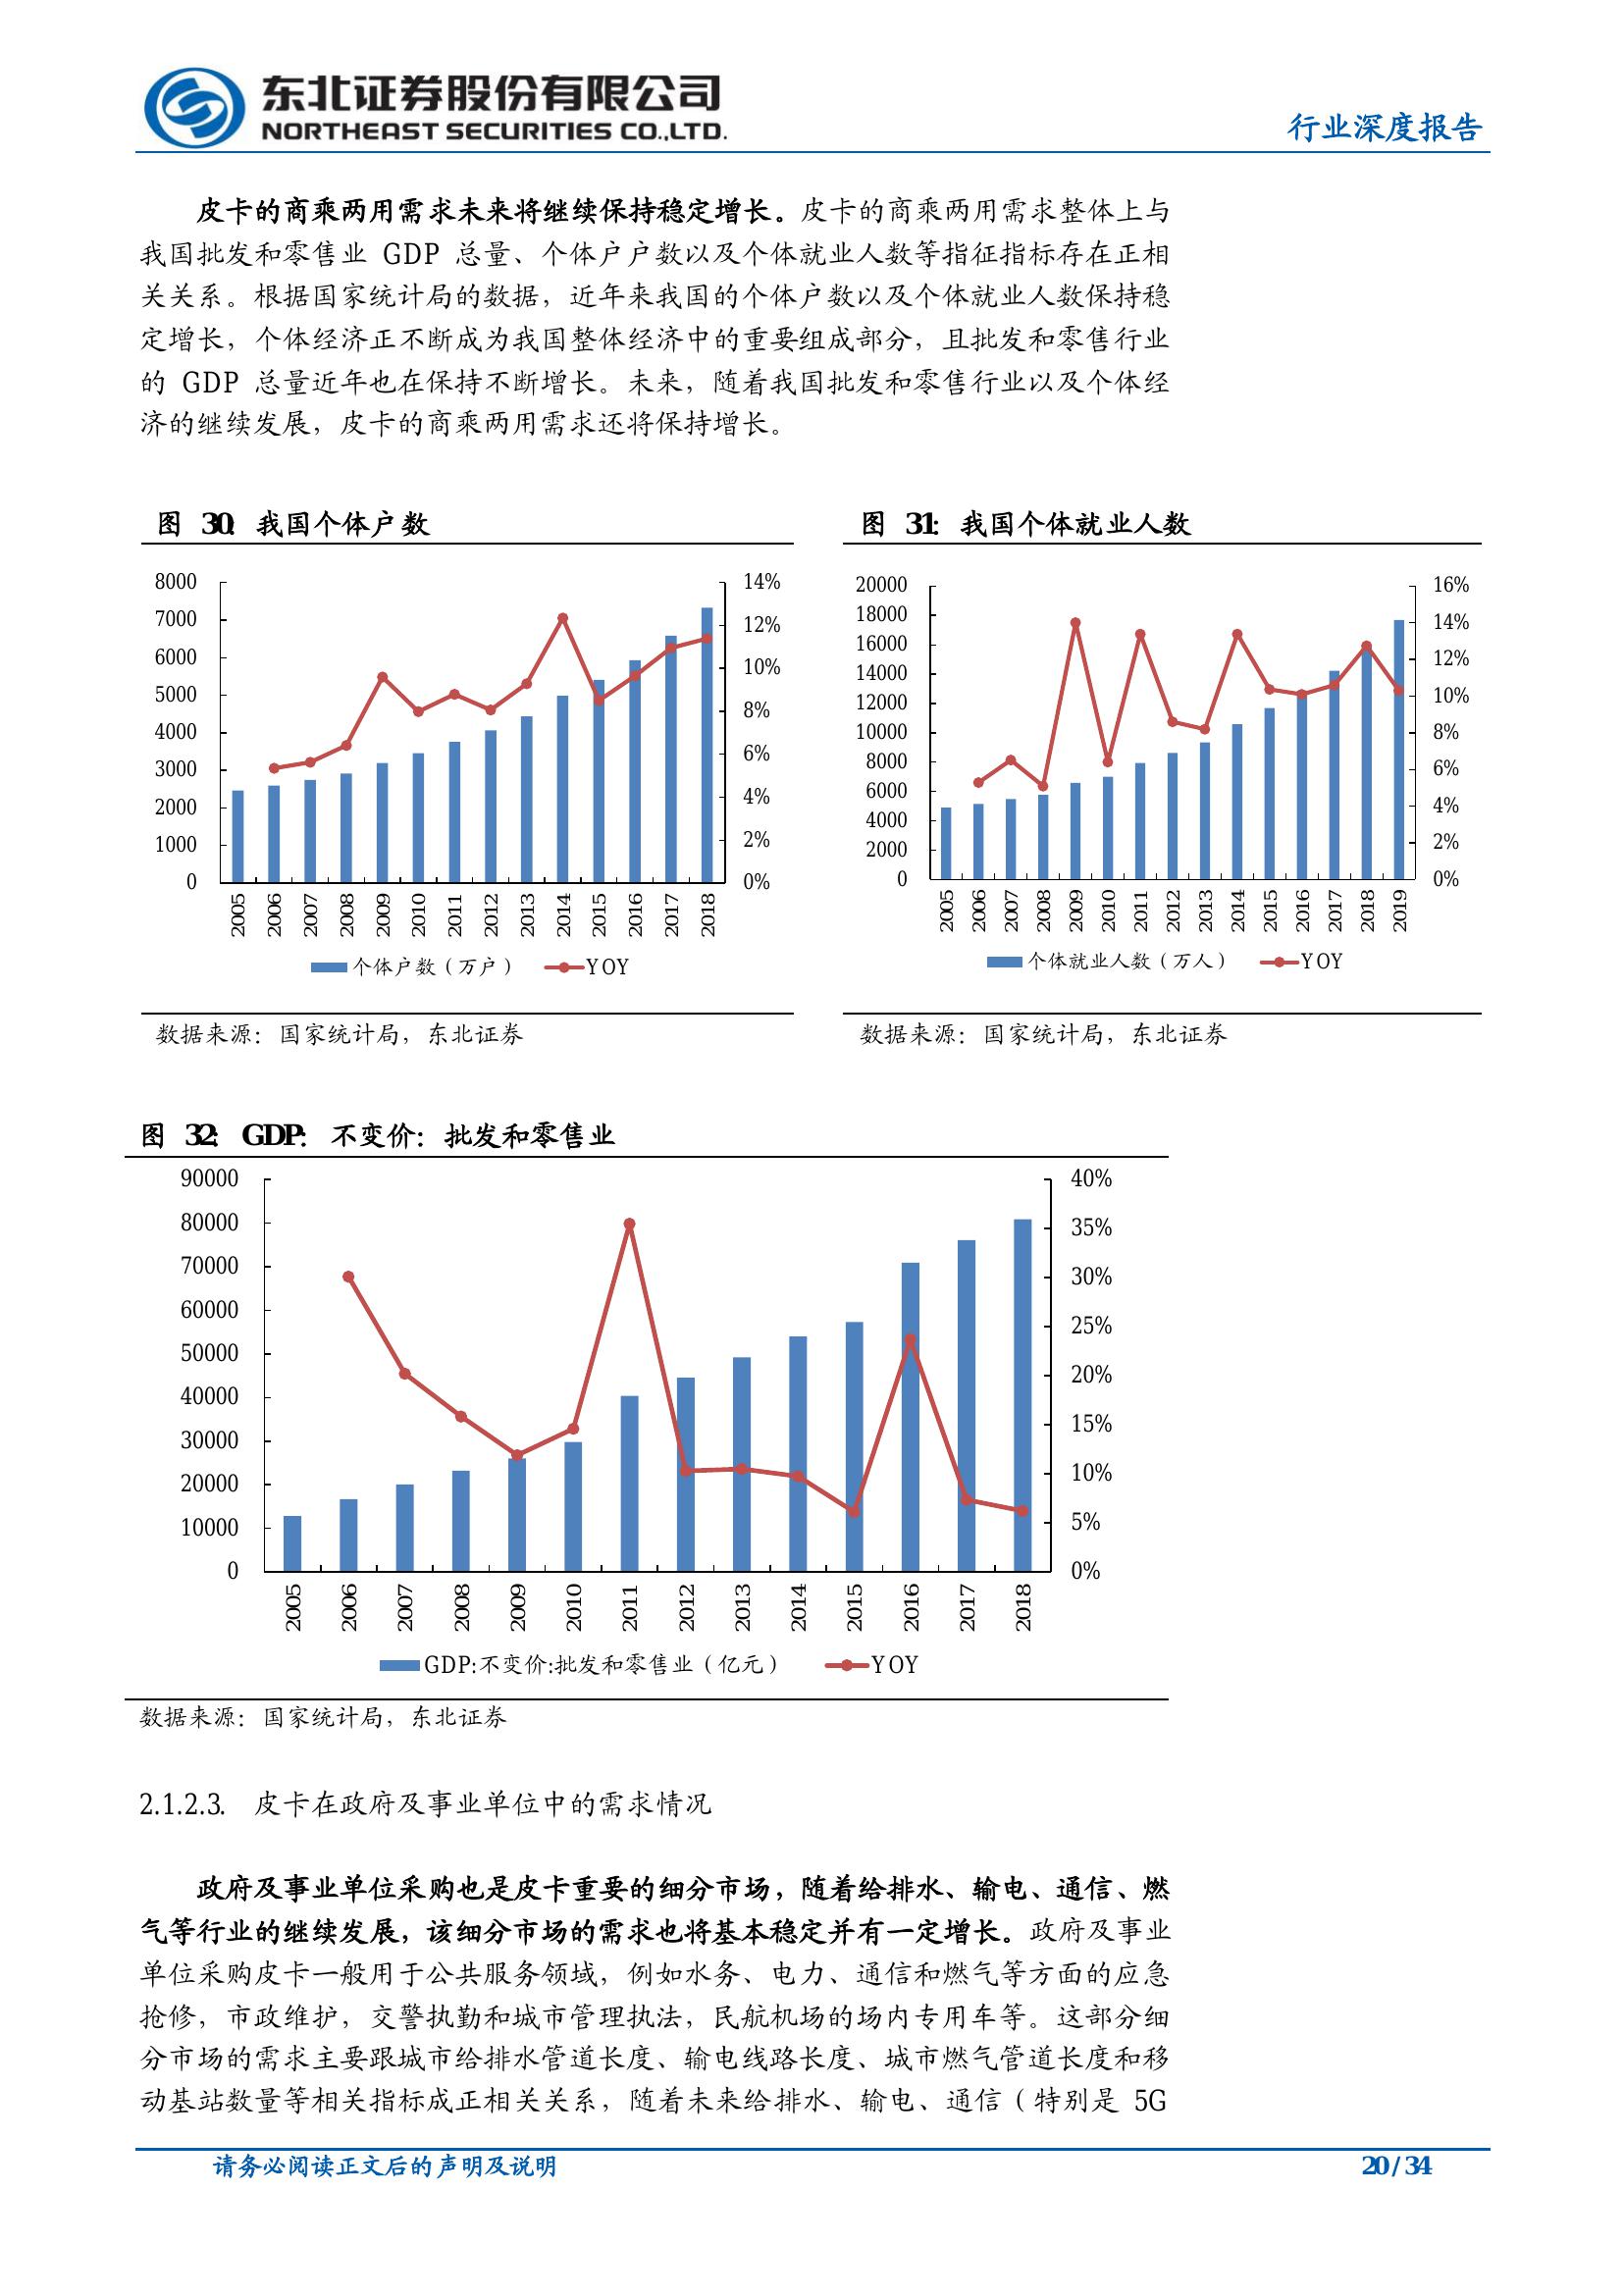 东北证券股份有限公司
NORTHEAST SECURITIES CO.,LTD.
行业深度报告
皮卡的商乘两用需求未来将继续保持稳定增长。皮卡的商乘两用需求整体上与
我国批发和零售业 GDP 总量、个体户户数以及个体就业人数等指征指标存在正相
关关系。根据国家统计局的数据，近年来我国的个体户数以及个体就业人数保持稳
定增长，个体经济正不断成为我国整体经济中的重要组成部分，且批发和零售行业
的 GDP 总量近年也在保持不断增长。未来，随着我国批发和零售行业以及个体经
济的继续发展，皮卡的商乘两用需求还将保持增长。
图 30：我国个体户数
8000
7000
6000
5000
4000
3000
2000
1000
0
14%
12%
10%
8%
6%
4%
2%
0%
2005 2006 2007 2008 2009 2010 2011 2012 2013 2014 2015 2016 2017 2018
个体户数（万户） YOY
数据来源：国家统计局，东北证券
图 31：我国个体就业人数
20000
18000
16000
14000
12000
10000
8000
6000
4000
2000
0
16%
14%
12%
10%
8%
6%
4%
2%
0%
2005 2006 2007 2008 2009 2010 2011 2012 2013 2014 2015 2016 2017 2018 2019
个体就业人数（万人） YOY
数据来源：国家统计局，东北证券
图 32：GDP：不变价：批发和零售业
90000
80000
70000
60000
50000
40000
30000
20000
10000
0
40%
35%
30%
25%
20%
15%
10%
5%
0%
2005 2006 2007 2008 2009 2010 2011 2012 2013 2014 2015 2016 2017 2018
GDP:不变价:批发和零售业（亿元） YOY
数据来源：国家统计局，东北证券
2.1.2.3. 皮卡在政府及事业单位中的需求情况
政府及事业单位采购也是皮卡重要的细分市场，随着给排水、输电、通信、燃
气等行业的继续发展，该细分市场的需求也将基本稳定并有一定增长。政府及事业
单位采购皮卡一般用于公共服务领域，例如水务、电力、通信和燃气等方面的应急
抢修，市政维护，交警执勤和城市管理执法，民航机场的场内专用车等。这部分细
分市场的需求主要跟城市给排水管道长度、输电线路长度、城市燃气管道长度和移
动基站数量等相关指标成正相关关系，随着未来给排水、输电、通信（特别是 5G
请务必阅读正文后的声明及说明
20 / 34